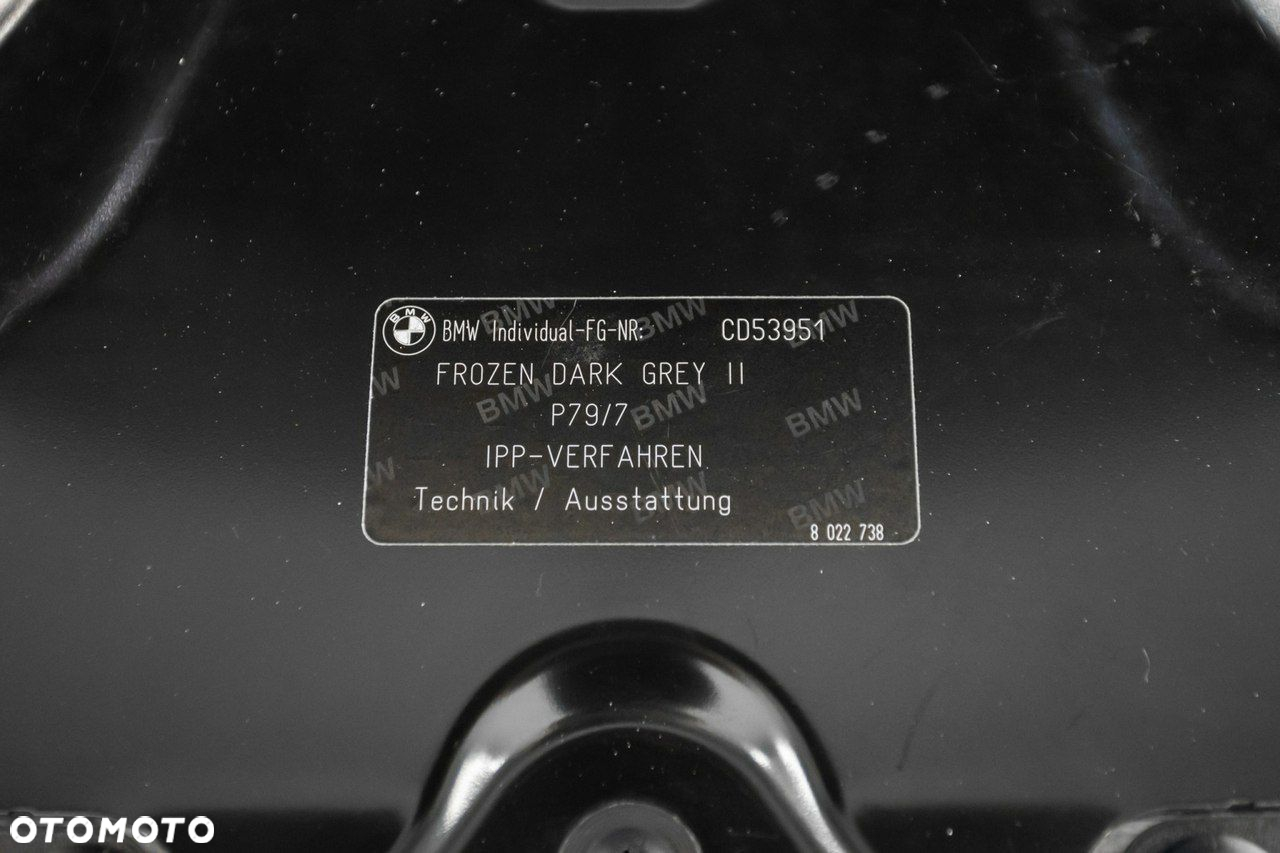 BMW Individual-FG-NR: CD53951
FROZEN DARK GREY II
P79/7
IPP-VERFAHREN
Technik / Ausstattung
8 022 738
OTOMOTO